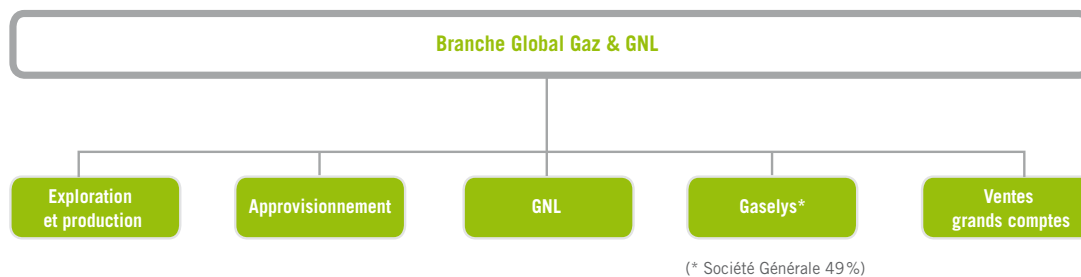 Branche Global Gaz & GNL
Exploration
et production
Approvisionnement
GNL
Gaselys*
Ventes
grands comptes
(* Société Générale 49%)